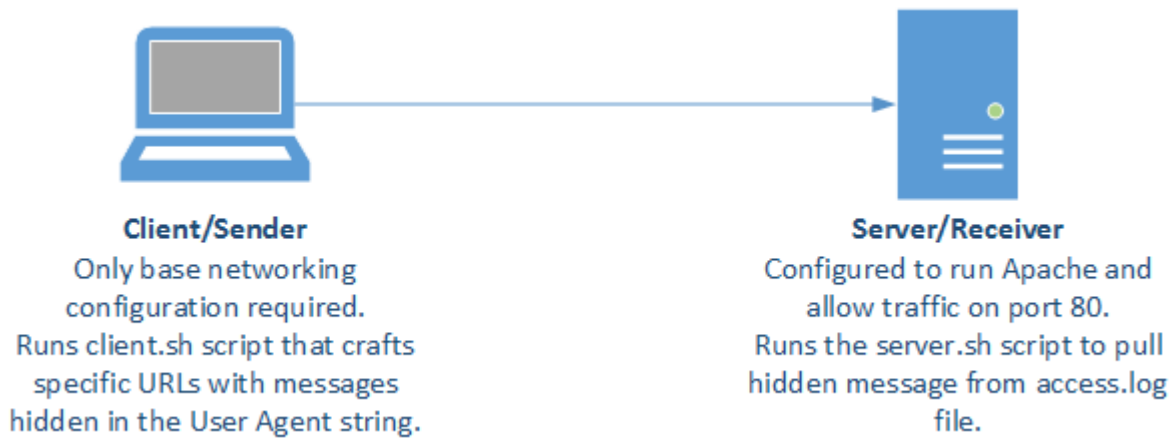 Client/Sender
Only base networking
configuration required.
Runs client.sh script that crafts
specific URLs with messages
hidden in the User Agent string.
Server/Receiver
Configured to run Apache and
allow traffic on port 80.
Runs the server.sh script to pull
hidden message from access.log
file.